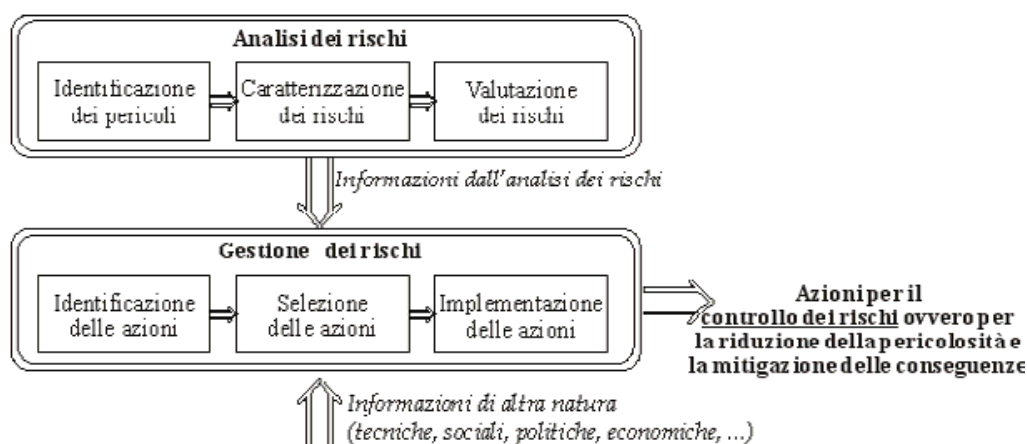 Analisi dei rischi
Identificazione
dei pericoli
Caratterizzazione
dei rischi
Valutazione
dei rischi
Informazioni dall'analisi dei rischi
Gestione dei rischi
Identificazione
delle azioni
Selezione
delle azioni
Implementazione
delle azioni
Azioni per il
controllo dei rischi ovvero per
la riduzione della pericolosità e
la mitigazione delle conseguenze
Informazioni di altra natura
(tecniche, sociali, politiche, economiche, ...)